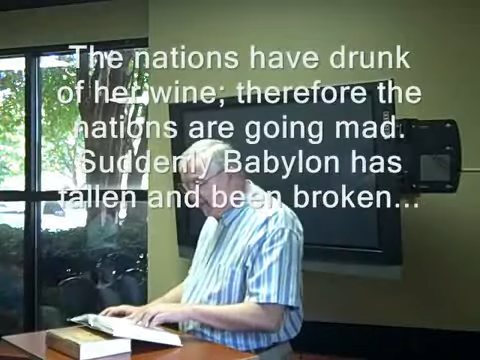 The nations have drunk
of her wine; therefore the
nations are going mad.
Suddenly Babylon has
fallen and been broken...